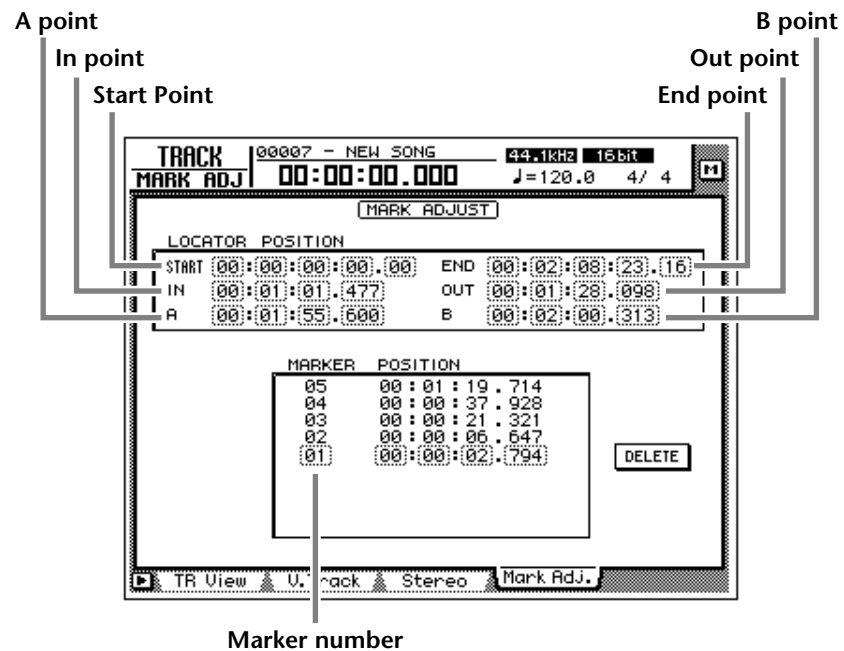 A point
B point
In point
Out point
Start Point
End point
TRACK
00007 - NEW SONG
44.1kHz 16bit
MARK ADJ
00:00:00.000
♩=120.0 4/ 4
M
MARK ADJUST
LOCATOR POSITION
START 00:00:00:00.00 END 00:02:08:23.16
IN 00:01:01.477 OUT 00:01:28.098
A 00:01:55.600 B 00:02:00.313
MARKER POSITION
05 00:01:19.714
04 00:00:37.928
03 00:00:21.321
02 00:00:06.647
01 00:00:02.794
DELETE
TR View V.Track Stereo Mark Adj.
Marker number